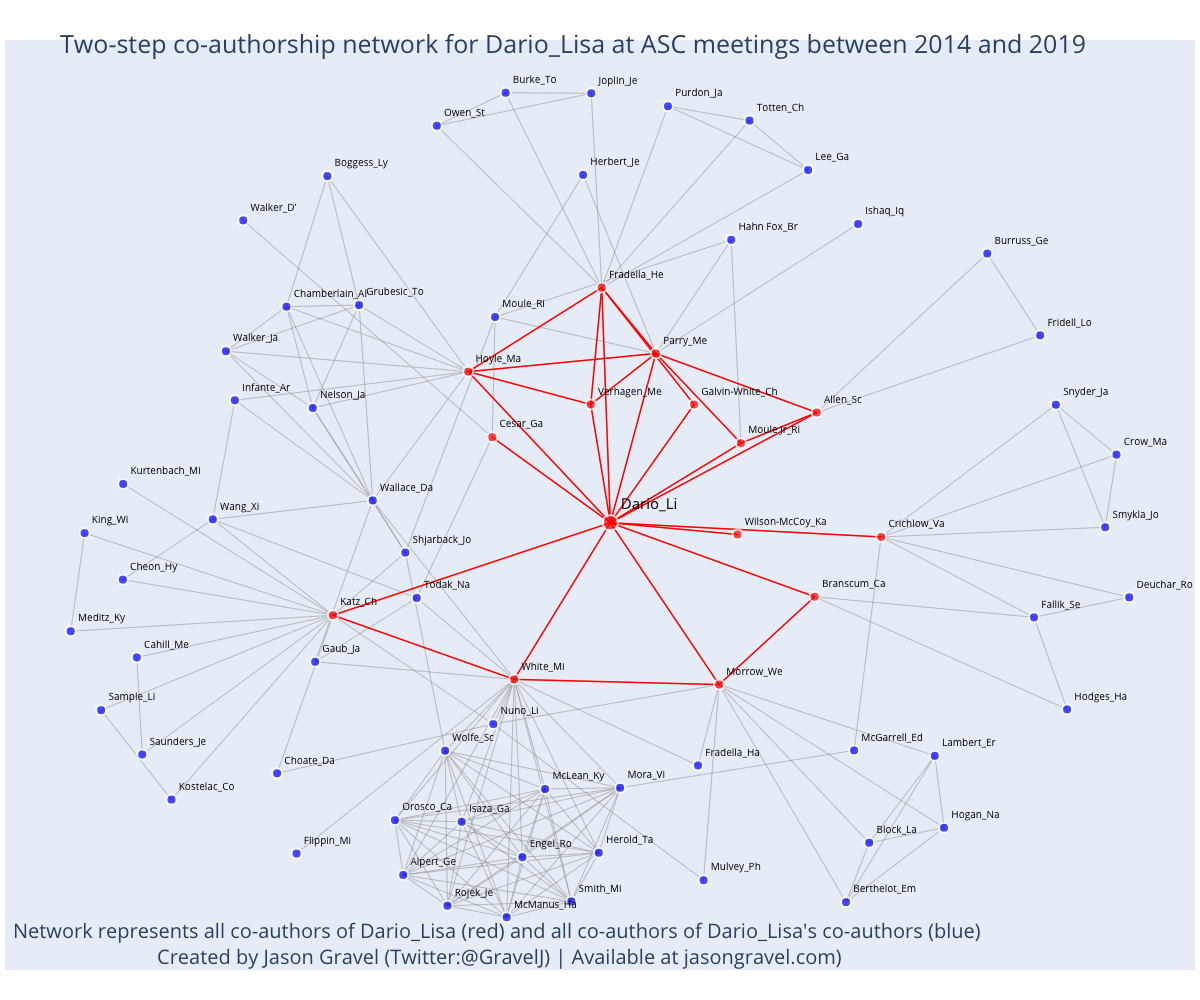 Two-step co-authorship network for Dario_Lisa at ASC meetings between 2014 and 2019
Burke_To
Joplin_Je
Purdon_Ja
Owen_St
Totten_Ch
Lee_Ga
Boggess_Ly
Herbert_Je
Walker_D'
Ishaq_Iq
Hahn Fox_Br
Burruss_Ge
Fradella_He
Chamberlain_Al
Grubesic_To
Moule_Ri
Fridell_Lo
Walker_Ja
Parry_Me
Hoyle_Ma
Infante_Ar
Nelson_Ja
Verhagen_Me
Galvin-White_Ch
Allen_Sc
Snyder_Ja
Cesar_Ga
Moule Jr_Ri
Crow_Ma
Kurtenbach_Mi
Wallace_Da
Dario_Li
Wang_Xi
King_Wi
Wilson-McCoy_Ka
Crichlow_Va
Smykla_Jo
Shjarback_Jo
Cheon_Hy
Todak_Na
Branscum_Ca
Deuchar_Ro
Katz_Ch
Fallik_Se
Meditz_Ky
Cahill_Me
Gaub_Ja
White_Mi
Morrow_We
Sample_Li
Hodges_Ha
Nuno_Li
Saunders_Je
Wolfe_Sc
McGarrell_Ed
Lambert_Er
Fradella_Ha
Choate_Da
McLean_Ky
Mora_Vi
Kostelac_Co
Orosco_Ca
Isaza_Ga
Hogan_Na
Block_La
Flippin_Mi
Engel_Ro
Herold_Ta
Alpert_Ge
Mulvey_Ph
Smith_Mi
Berthelot_Em
Rojek_Je
McManus_Ha
Network represents all co-authors of Dario_Lisa (red) and all co-authors of Dario_Lisa's co-authors (blue)
Created by Jason Gravel (Twitter:@GravelJ) | Available at jasongravel.com)